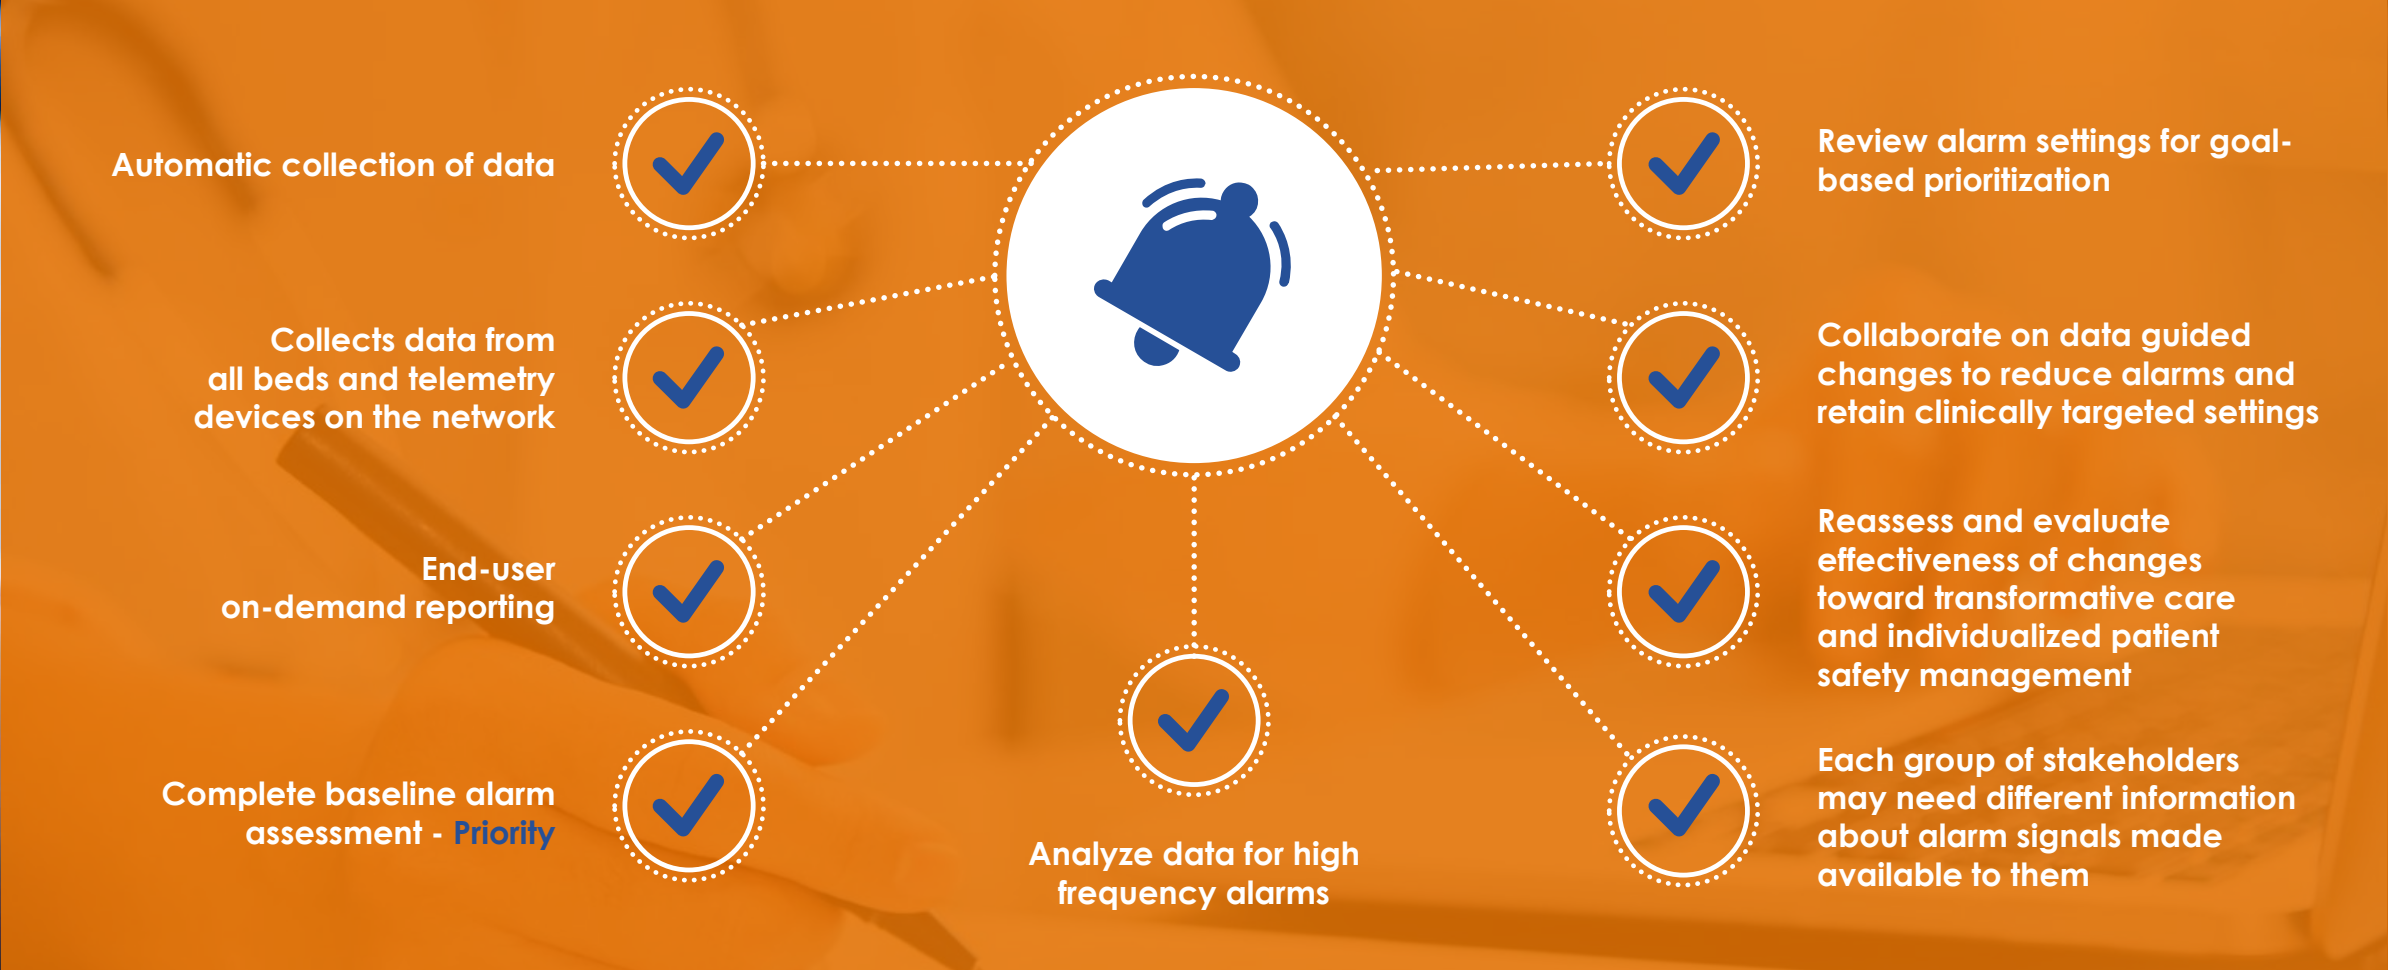 Automatic collection of data
Collects data from
all beds and telemetry
devices on the network
End-user
on-demand reporting
Complete baseline alarm
assessment - Priority
Analyze data for high
frequency alarms
Review alarm settings for goal-
based prioritization
Collaborate on data guided
changes to reduce alarms and
retain clinically targeted settings
Reassess and evaluate
effectiveness of changes
toward transformative care
and individualized patient
safety management
Each group of stakeholders
may need different information
about alarm signals made
available to them